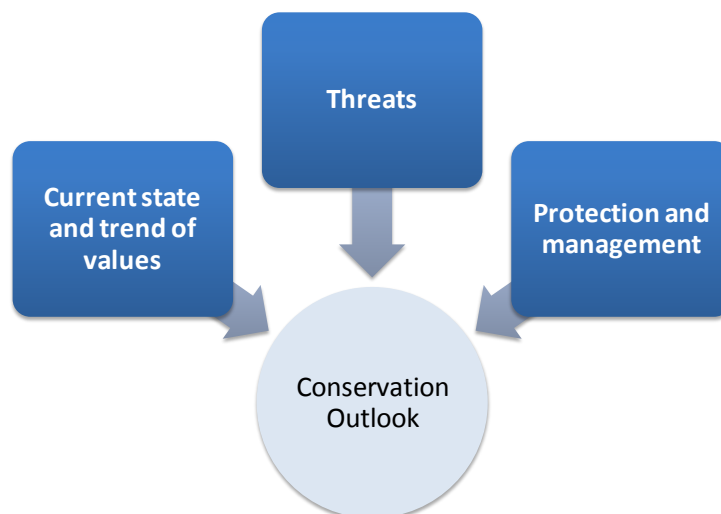 Threats
Current state
and trend of
values
Protection and
management
Conservation
Outlook